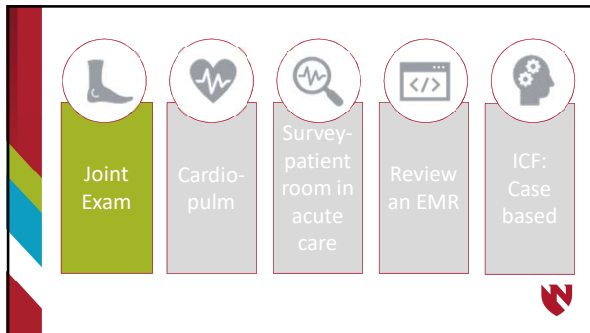 Joint
Exam
Cardio-
pulm
Survey-
patient
room in
acute
care
Review
an EMR
ICF:
Case
based